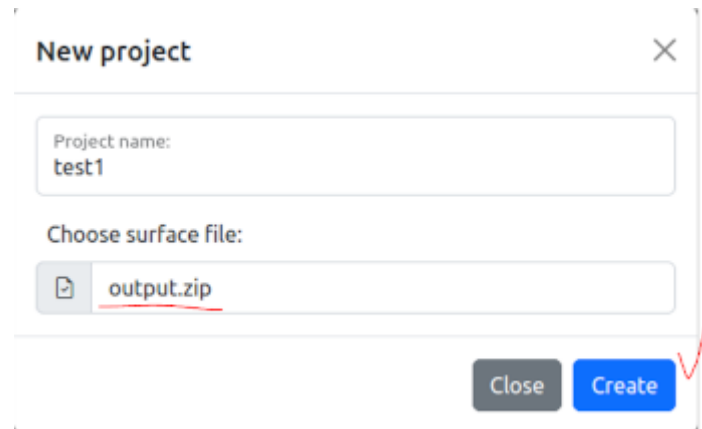 New project
Project name:
test1
Choose surface file:
output.zip
Close Create